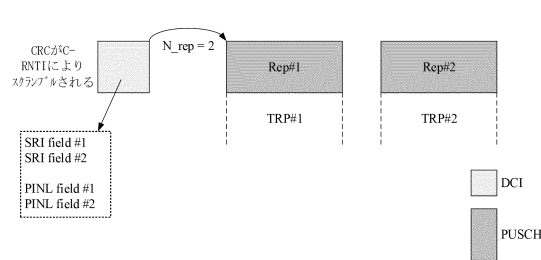 CRCがC-
RNTIにより
ｽｸﾗﾝﾌﾞﾙされる
N_rep = 2
Rep#1
Rep#2
TRP#1
TRP#2
SRI field #1
SRI field #2
PINL field #1
PINL field #2
DCI
PUSCH